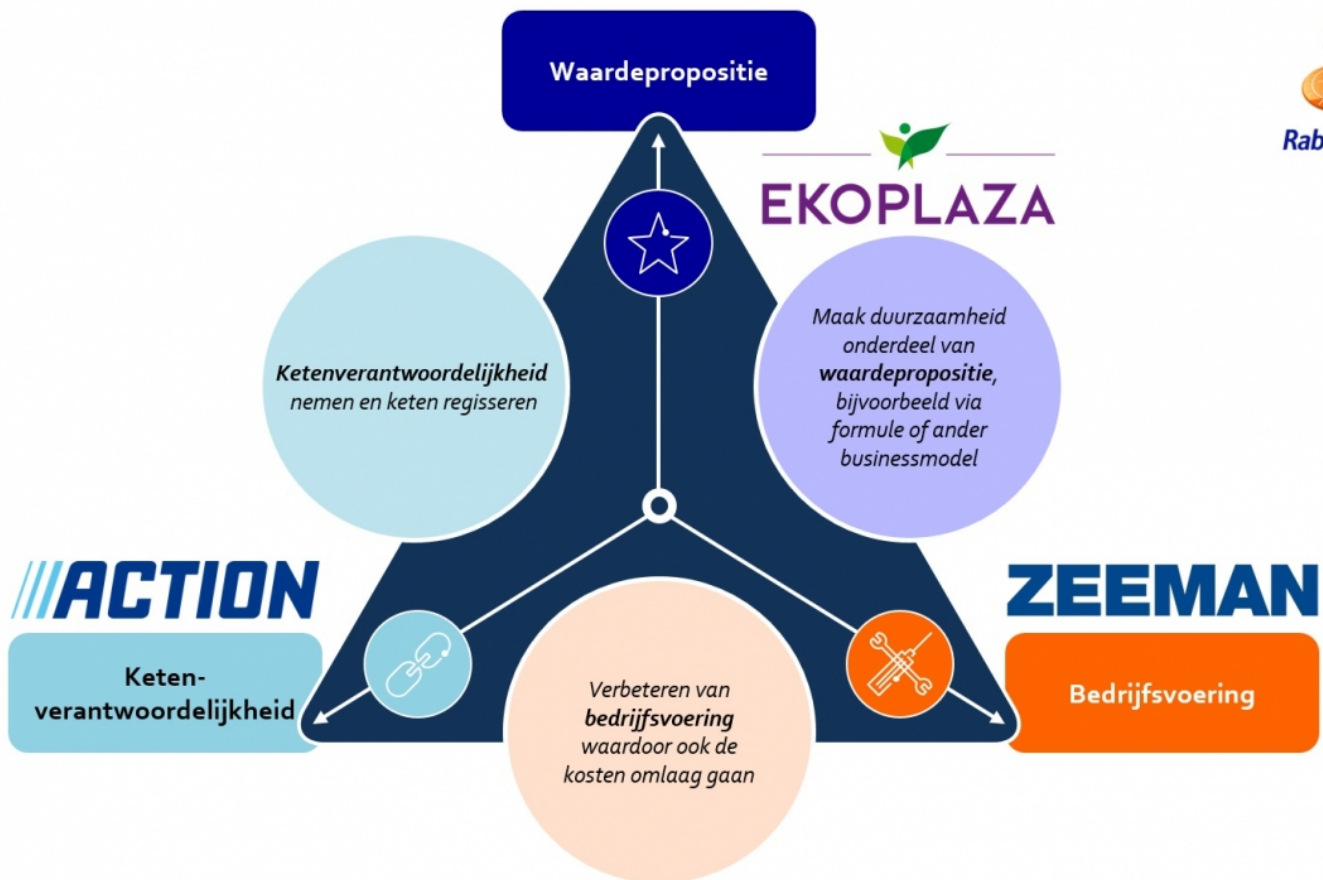 Waardepropositie
EKOPLAZA
Ketenverantwoordelijkheid
nemen en keten regisseren
Maak duurzaamheid
onderdeel van
waardepropositie,
bijvoorbeeld via
formule of ander
businessmodel
ACTION
Keten-
verantwoordelijkheid
ZEEMAN
Bedrijfsvoering
Verbeteren van
bedrijfsvoering
waardoor ook de
kosten omlaag gaan